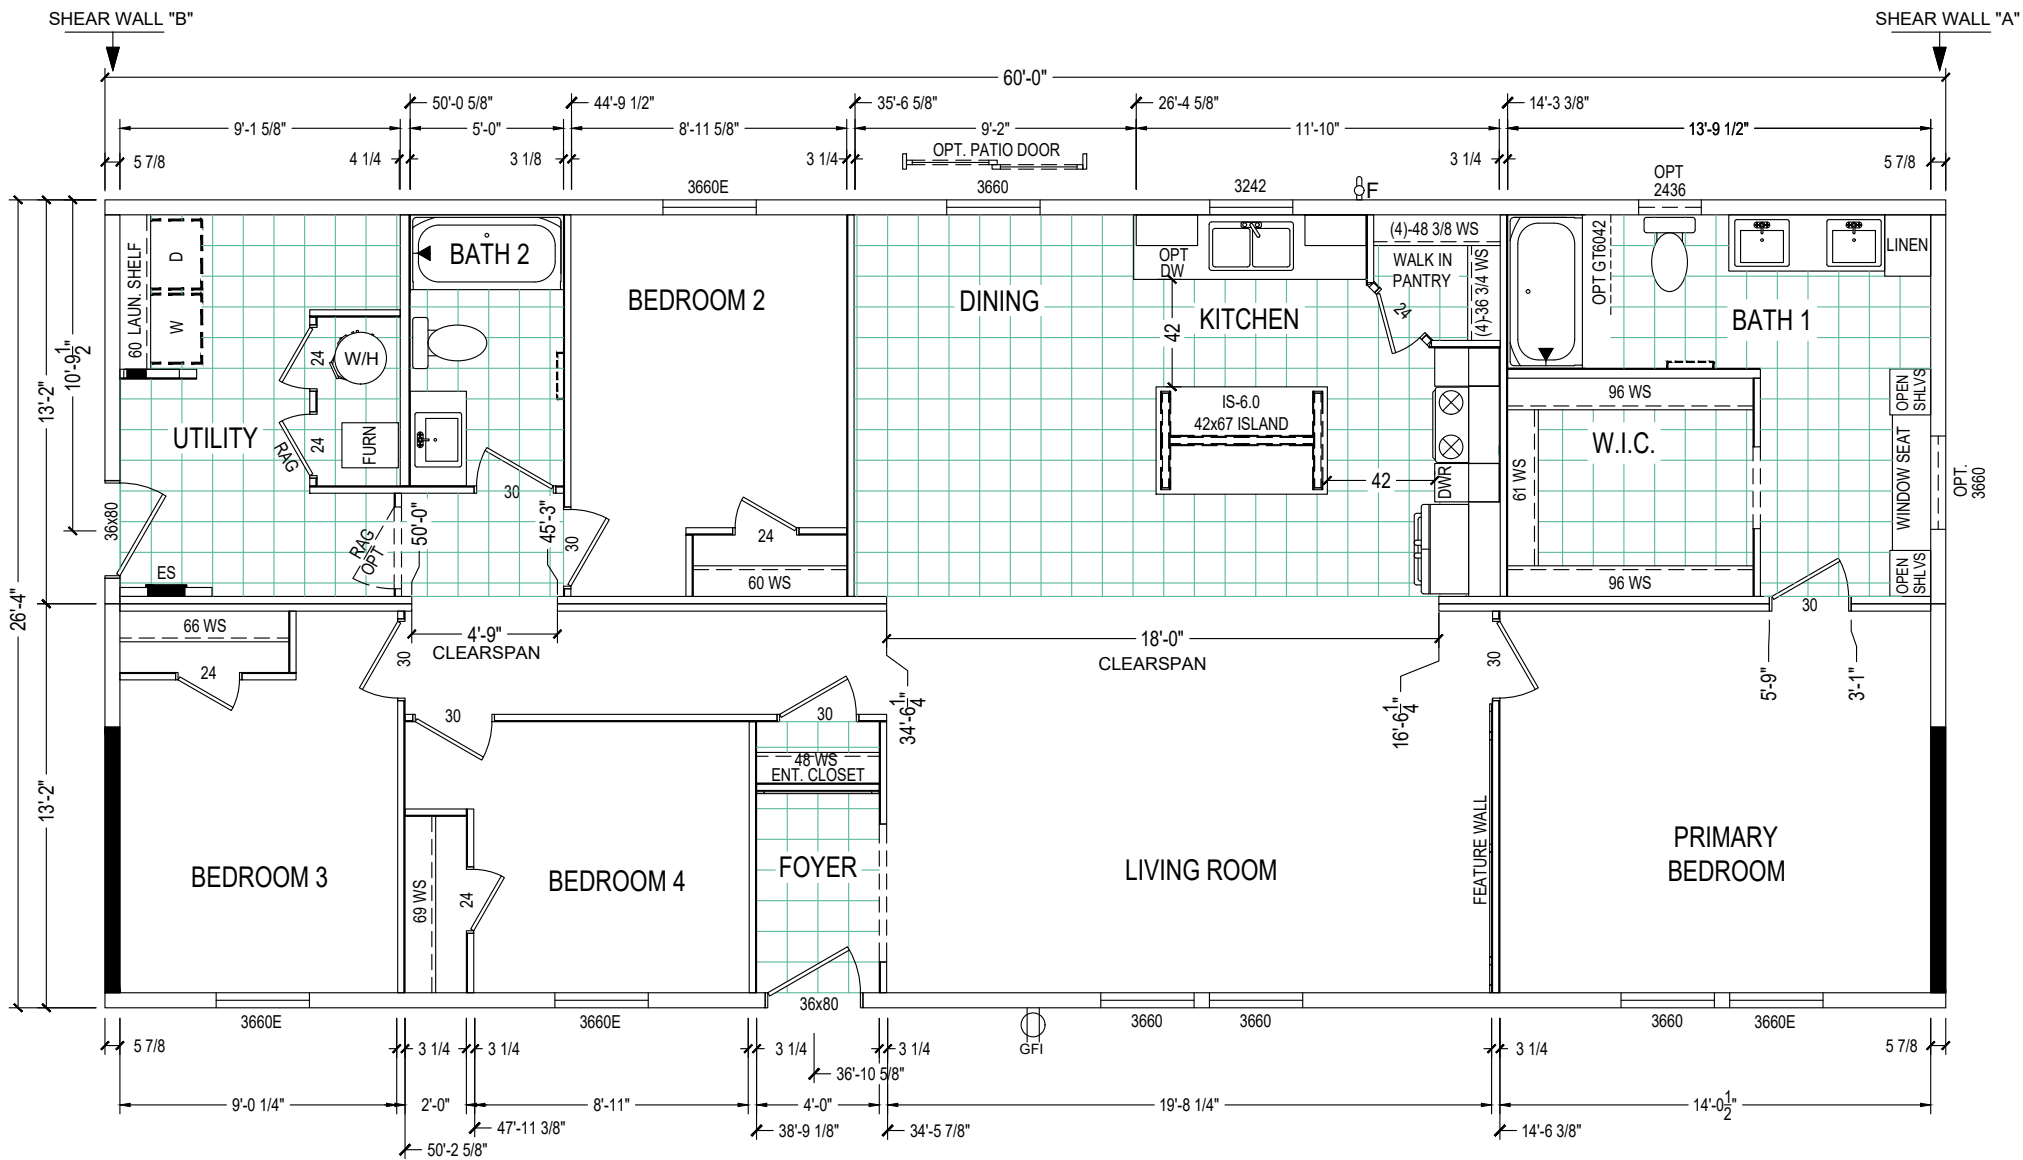 SHEAR WALL "B"
SHEAR WALL "A"
60'-0"
50'-0 5/8"
44'-9 1/2"
35'-6 5/8"
26'-4 5/8"
14'-3 3/8"
9'-1 5/8"
5'-0"
8'-11 5/8"
9'-2"
11'-10"
13'-9 1/2"
5 7/8
4 1/4
3 1/8
3 1/4
OPT. PATIO DOOR
3 1/4
5 7/8
3660E
3660
3242
F
OPT
2436
26'-4"
13'-2"
10'-9 1/2"
13'-2"
60 LAUN. SHELF
D
W
BATH 2
BEDROOM 2
DINING
OPT
DW
KITCHEN
42
(4)-48 3/8 WS
WALK IN
PANTRY
(4)-36 3/4 WS
24
OPT GT6042
LINEN
BATH 1
24
W/H
24
RAG
FURN
UTILITY
IS-6.0
42x67 ISLAND
42
DWR
96 WS
W.I.C.
61 WS
96 WS
OPEN
SHLVS
WINDOW SEAT
OPEN
SHLVS
OPT.
3660
36x80
ES
RAG
OPT
50'-0"
45'-3"
30
30
24
60 WS
30
66 WS
24
30
4'-9"
CLEARSPAN
18'-0"
CLEARSPAN
30
5'-9"
3'-1"
34'-6 1/4"
16'-6 1/4"
30
30
48 WS
ENT. CLOSET
BEDROOM 3
69 WS
24
BEDROOM 4
FOYER
LIVING ROOM
FEATURE WALL
PRIMARY
BEDROOM
36x80
3660E
3660E
GFI
3660
3660
3660
3660E
5 7/8
3 1/4
3 1/4
3 1/4
3 1/4
3 1/4
5 7/8
36'-10 5/8"
9'-0 1/4"
2'-0"
8'-11"
4'-0"
19'-8 1/4"
14'-0 1/2"
47'-11 3/8"
38'-9 1/8"
34'-5 7/8"
14'-6 3/8"
50'-2 5/8"